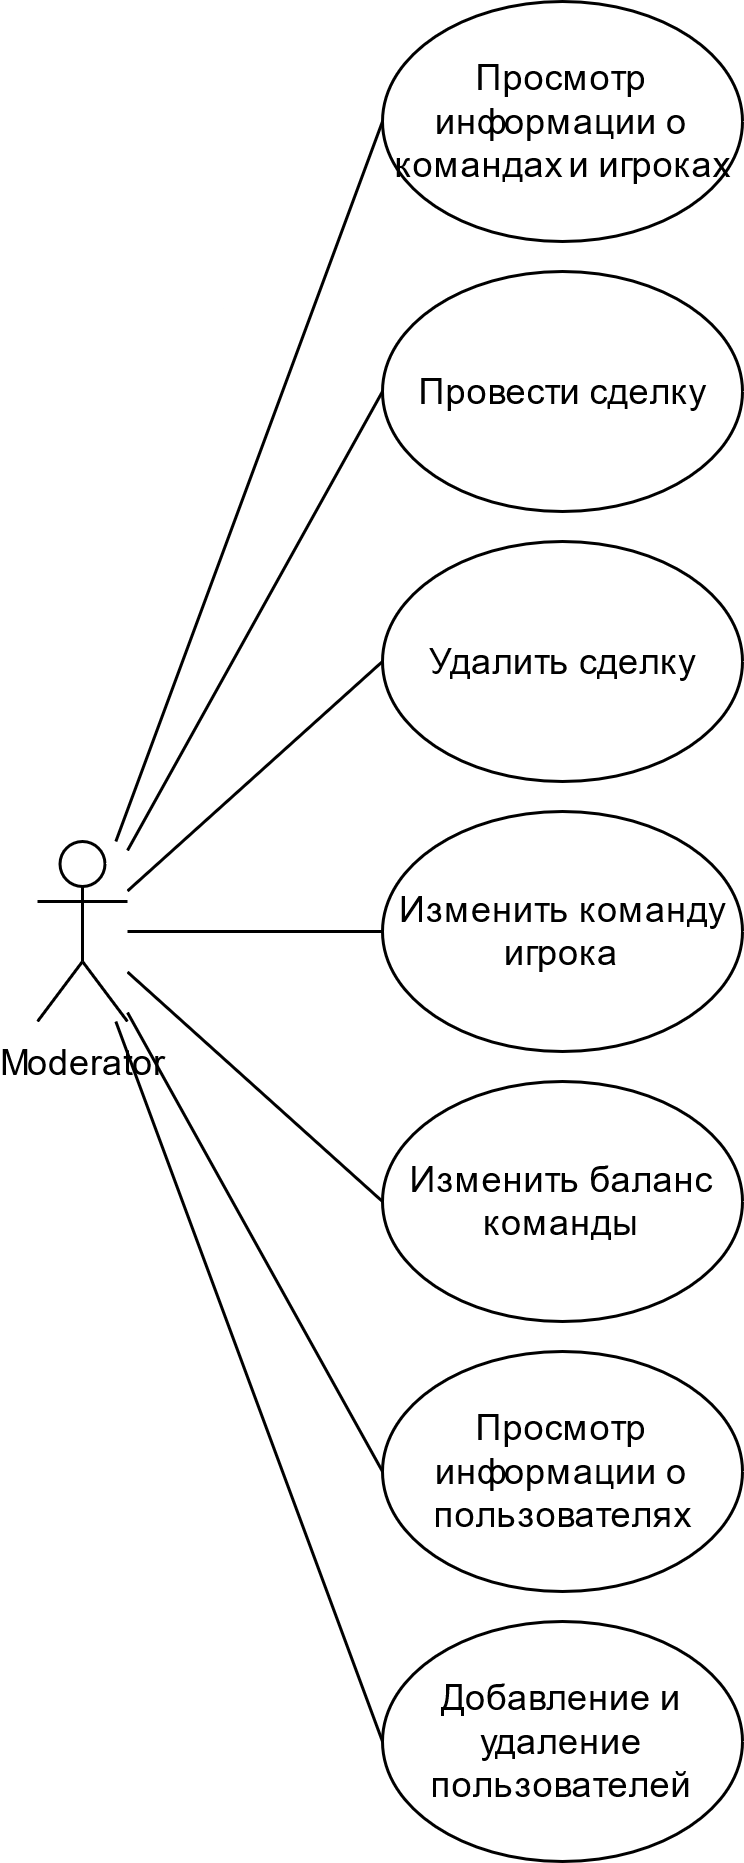 Просмотр
информации о
командах и игроках
Провести сделку
Удалить сделку
Изменить команду
игрока
Moderator
Изменить баланс
команды
Просмотр
информации о
пользователях
Добавление и
удаление
пользователей